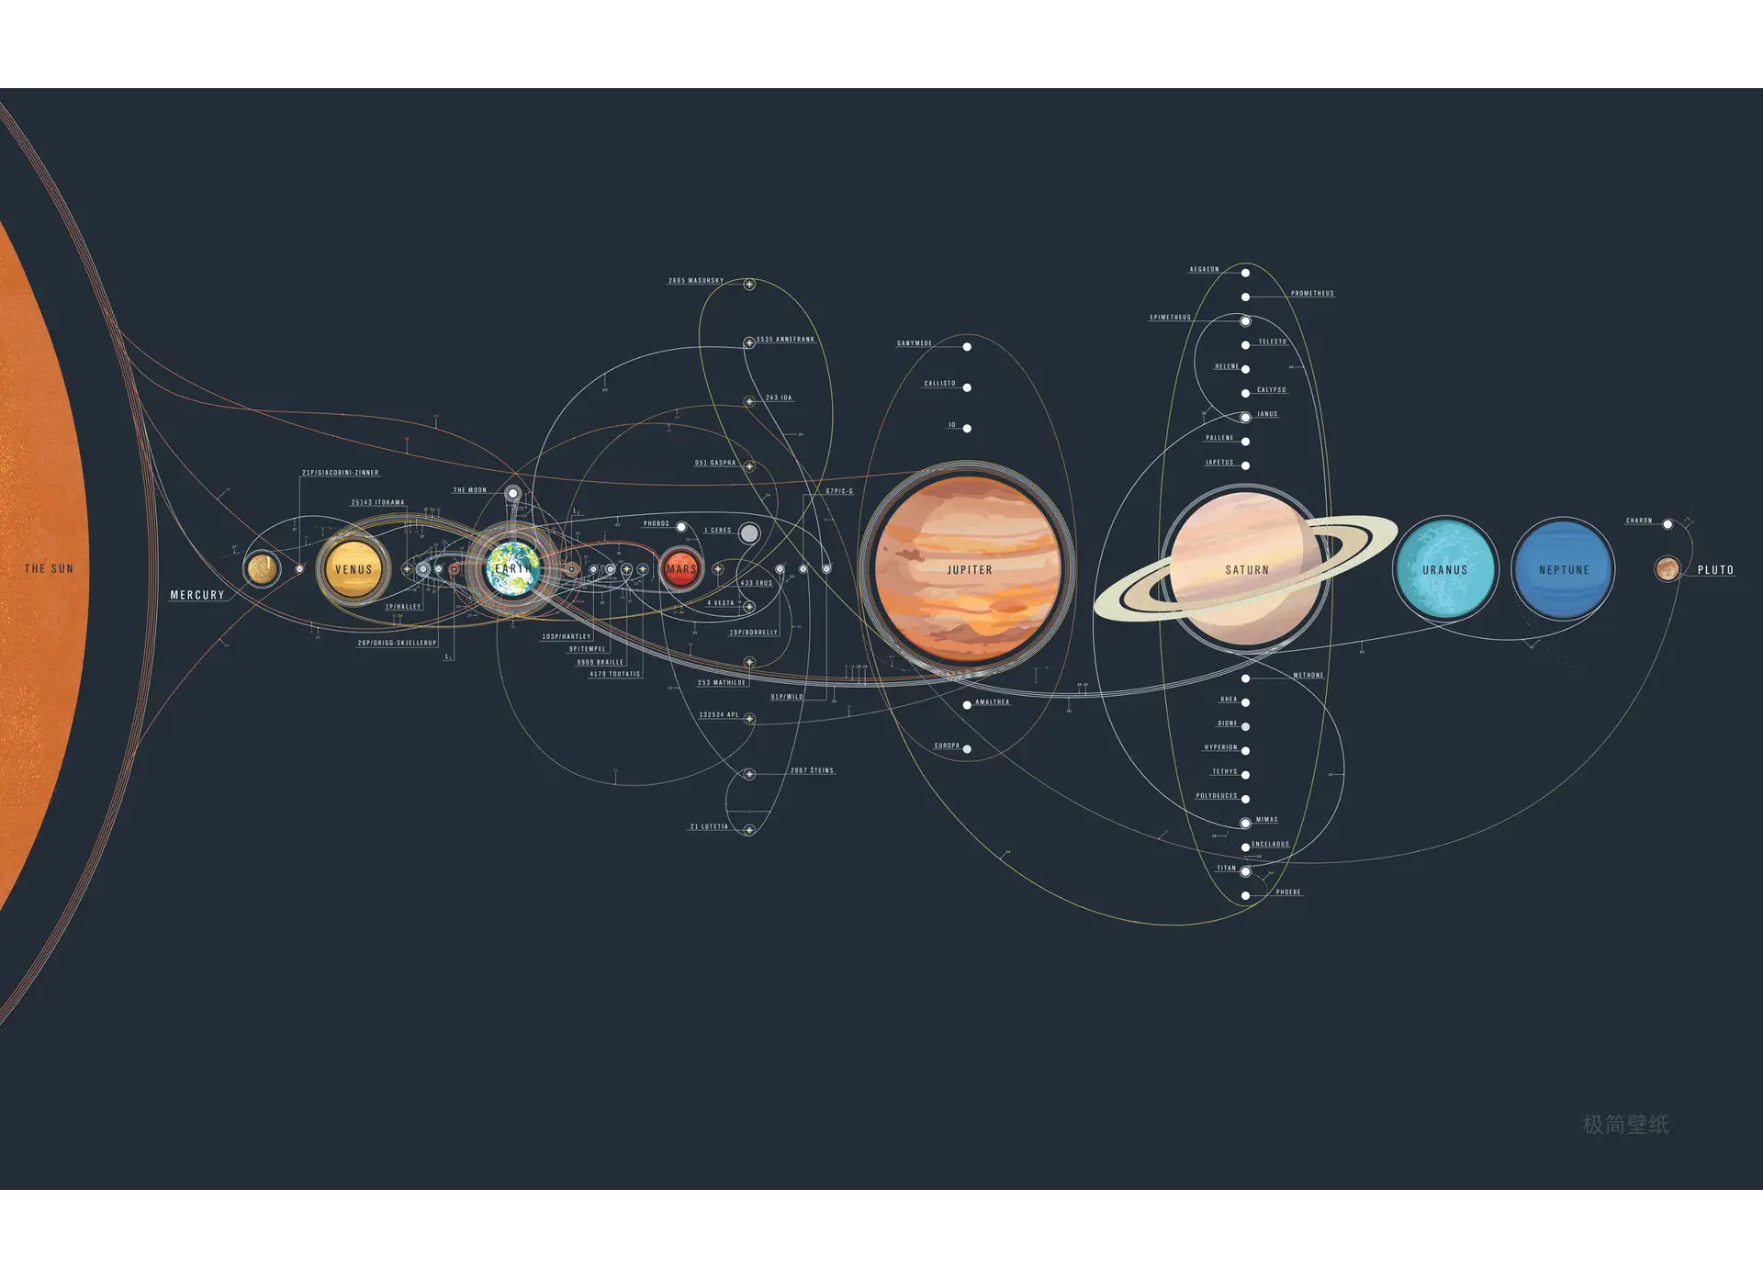 THE SUN
MERCURY
21P/GIACOBINI-ZINNER
VENUS
25143 ITOKAWA
1P/HALLEY
26P/GRIGG-SKJELLERUP
L₁
THE MOON
EARTH
L₂
103P/HARTLEY
9P/TEMPEL
9969 BRAILLE
4179 TOUTATIS
PHOBOS
MARS
2685 MASURSKY
5535 ANNEFRANK
243 IDA
951 GASPRA
1 CERES
433 EROS
4 VESTA
19P/BORRELLY
253 MATHILDE
81P/WILD
132524 APL
2867 ŠTEINS
21 LUTETIA
67P/C-G
GANYMEDE
CALLISTO
IO
JUPITER
AMALTHEA
EUROPA
AEGAEON
PROMETHEUS
EPIMETHEUS
TELESTO
HELENE
CALYPSO
JANUS
PALLENE
IAPETUS
SATURN
METHONE
RHEA
DIONE
HYPERION
TETHYS
POLYDEUCES
MIMAS
ENCELADUS
TITAN
PHOEBE
URANUS
NEPTUNE
CHARON
PLUTO
极简壁纸